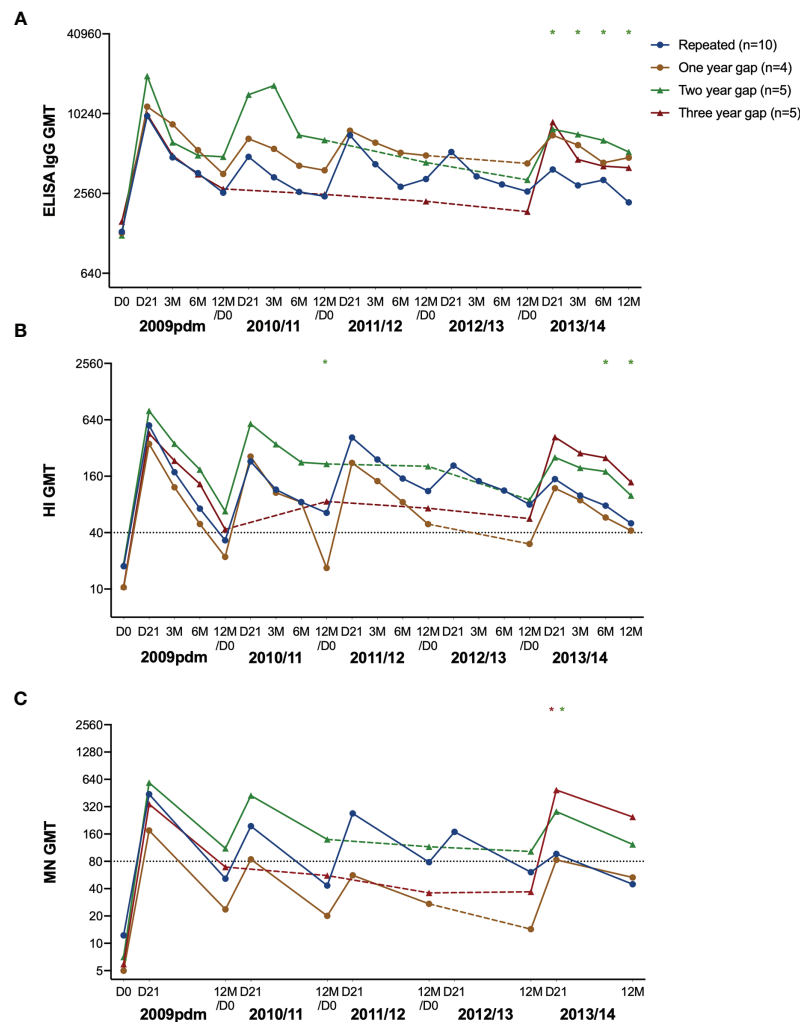 A
40960
10240
2560
640
ELISA IgG GMT
* * * *
Repeated (n=10)
One year gap (n=4)
Two year gap (n=5)
Three year gap (n=5)
D0 D21 3M 6M 12M D21 3M 6M 12M D21 3M 6M 12M D21 3M 6M 12M D21 3M 6M 12M
/D0 /D0 /D0 /D0
2009pdm 2010/11 2011/12 2012/13 2013/14
B
2560
640
160
40
10
HI GMT
* * *
D0 D21 3M 6M 12M D21 3M 6M 12M D21 3M 6M 12M D21 3M 6M 12M D21 3M 6M 12M
/D0 /D0 /D0 /D0
2009pdm 2010/11 2011/12 2012/13 2013/14
C
2560
1280
640
320
160
80
40
20
10
5
MN GMT
* *
D0 D21 12M D21 12M D21 12M D21 12M D21 12M
/D0 /D0 /D0
2009pdm 2010/11 2011/12 2012/13 2013/14